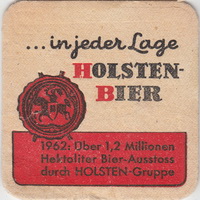 ...in jeder Lage
HOLSTEN-
BIER
1962: Über 1,2 Millionen
Hektoliter Bier-Ausstoss
durch HOLSTEN-Gruppe